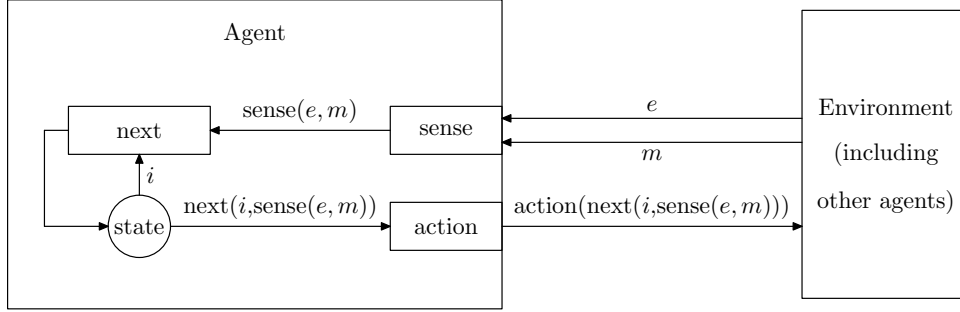 Agent
sense(e, m)
e
next
sense
Environment
(including
other agents)
m
i
next(i,sense(e, m))
action(next(i,sense(e, m)))
state
action